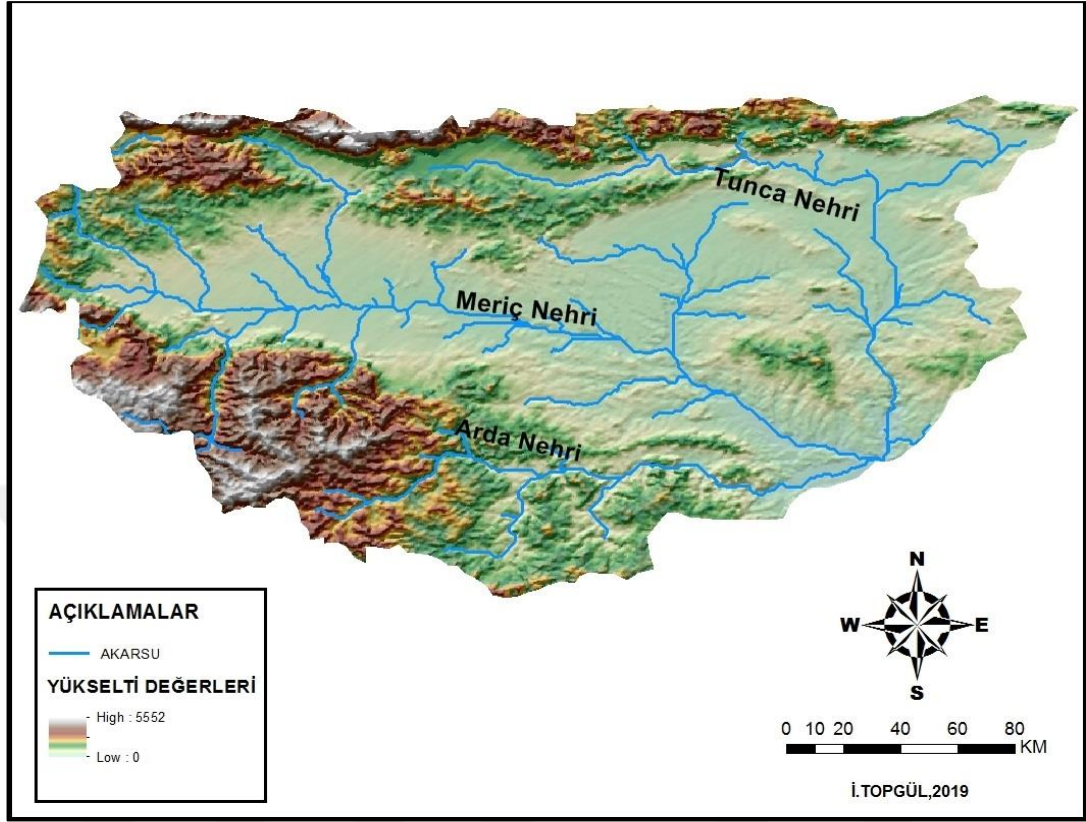 Tunca Nehri
Meriç Nehri
Arda Nehri
AÇIKLAMALAR
AKARSU
YÜKSELTİ DEĞERLERİ
High : 5552
Low : 0
N
W E
S
0 10 20 40 60 80
KM
İ.TOPGÜL,2019